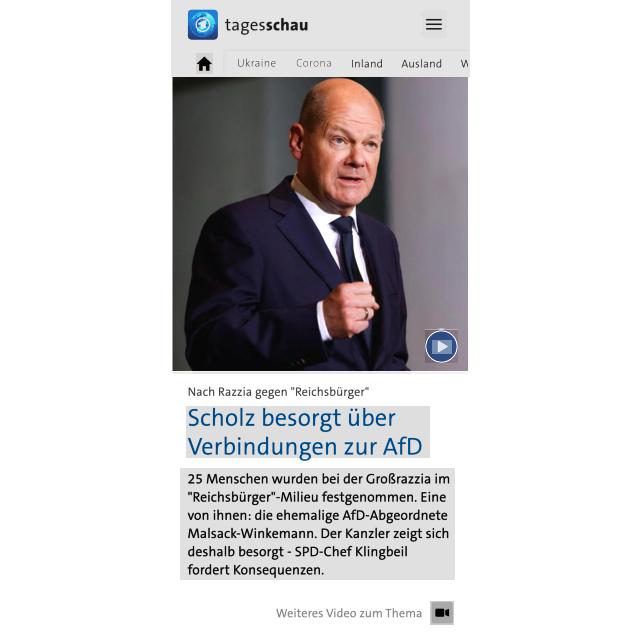 tagesschau
Ukraine Corona Inland Ausland W
Nach Razzia gegen "Reichsbürger"
Scholz besorgt über
Verbindungen zur AfD
25 Menschen wurden bei der Großrazzia im
"Reichsbürger"-Milieu festgenommen. Eine
von ihnen: die ehemalige AfD-Abgeordnete
Malsack-Winkemann. Der Kanzler zeigt sich
deshalb besorgt - SPD-Chef Klingbeil
fordert Konsequenzen.
Weiteres Video zum Thema